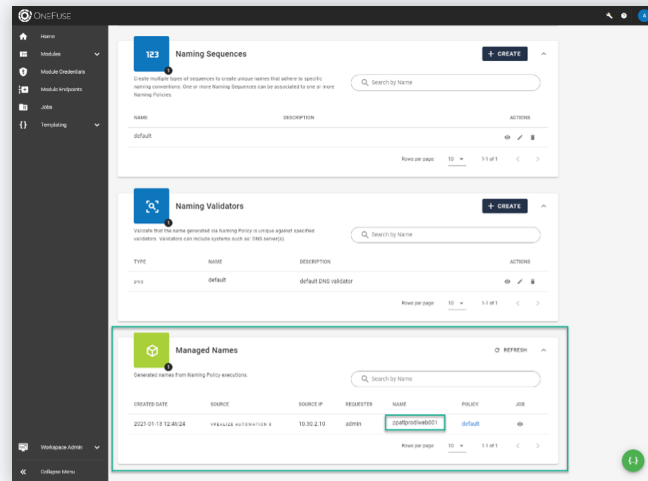 OneFuse
A
Home
Modules
Module Credentials
Module Endpoints
Jobs
{} Templating
Workspace Admin
Collapse Menu
123
1
Naming Sequences
+ CREATE
Create multiple types of sequences to create unique names that adhere to specific
naming conventions. One or more Naming Sequences can be associated to one or more
Naming Policies.
Search by Name
NAME DESCRIPTION ACTIONS
default
Rows per page 10 1-1 of 1
1
Naming Validators
+ CREATE
Validate that the name generated via Naming Policy is unique against specified
validators. Validators can include systems such as: DNS server(s).
Search by Name
TYPE NAME DESCRIPTION ACTIONS
DNS default default DNS validator
Rows per page 10 1-1 of 1
1
Managed Names
REFRESH
Generated names from Naming Policy executions.
Search by Name
CREATED DATE SOURCE SOURCE IP REQUESTER NAME POLICY JOB
2021-01-13 12:46:24 VREALIZE AUTOMATION 8 10.30.2.10 admin ppatlprodiweb001 default
Rows per page 10 1-1 of 1
{...}